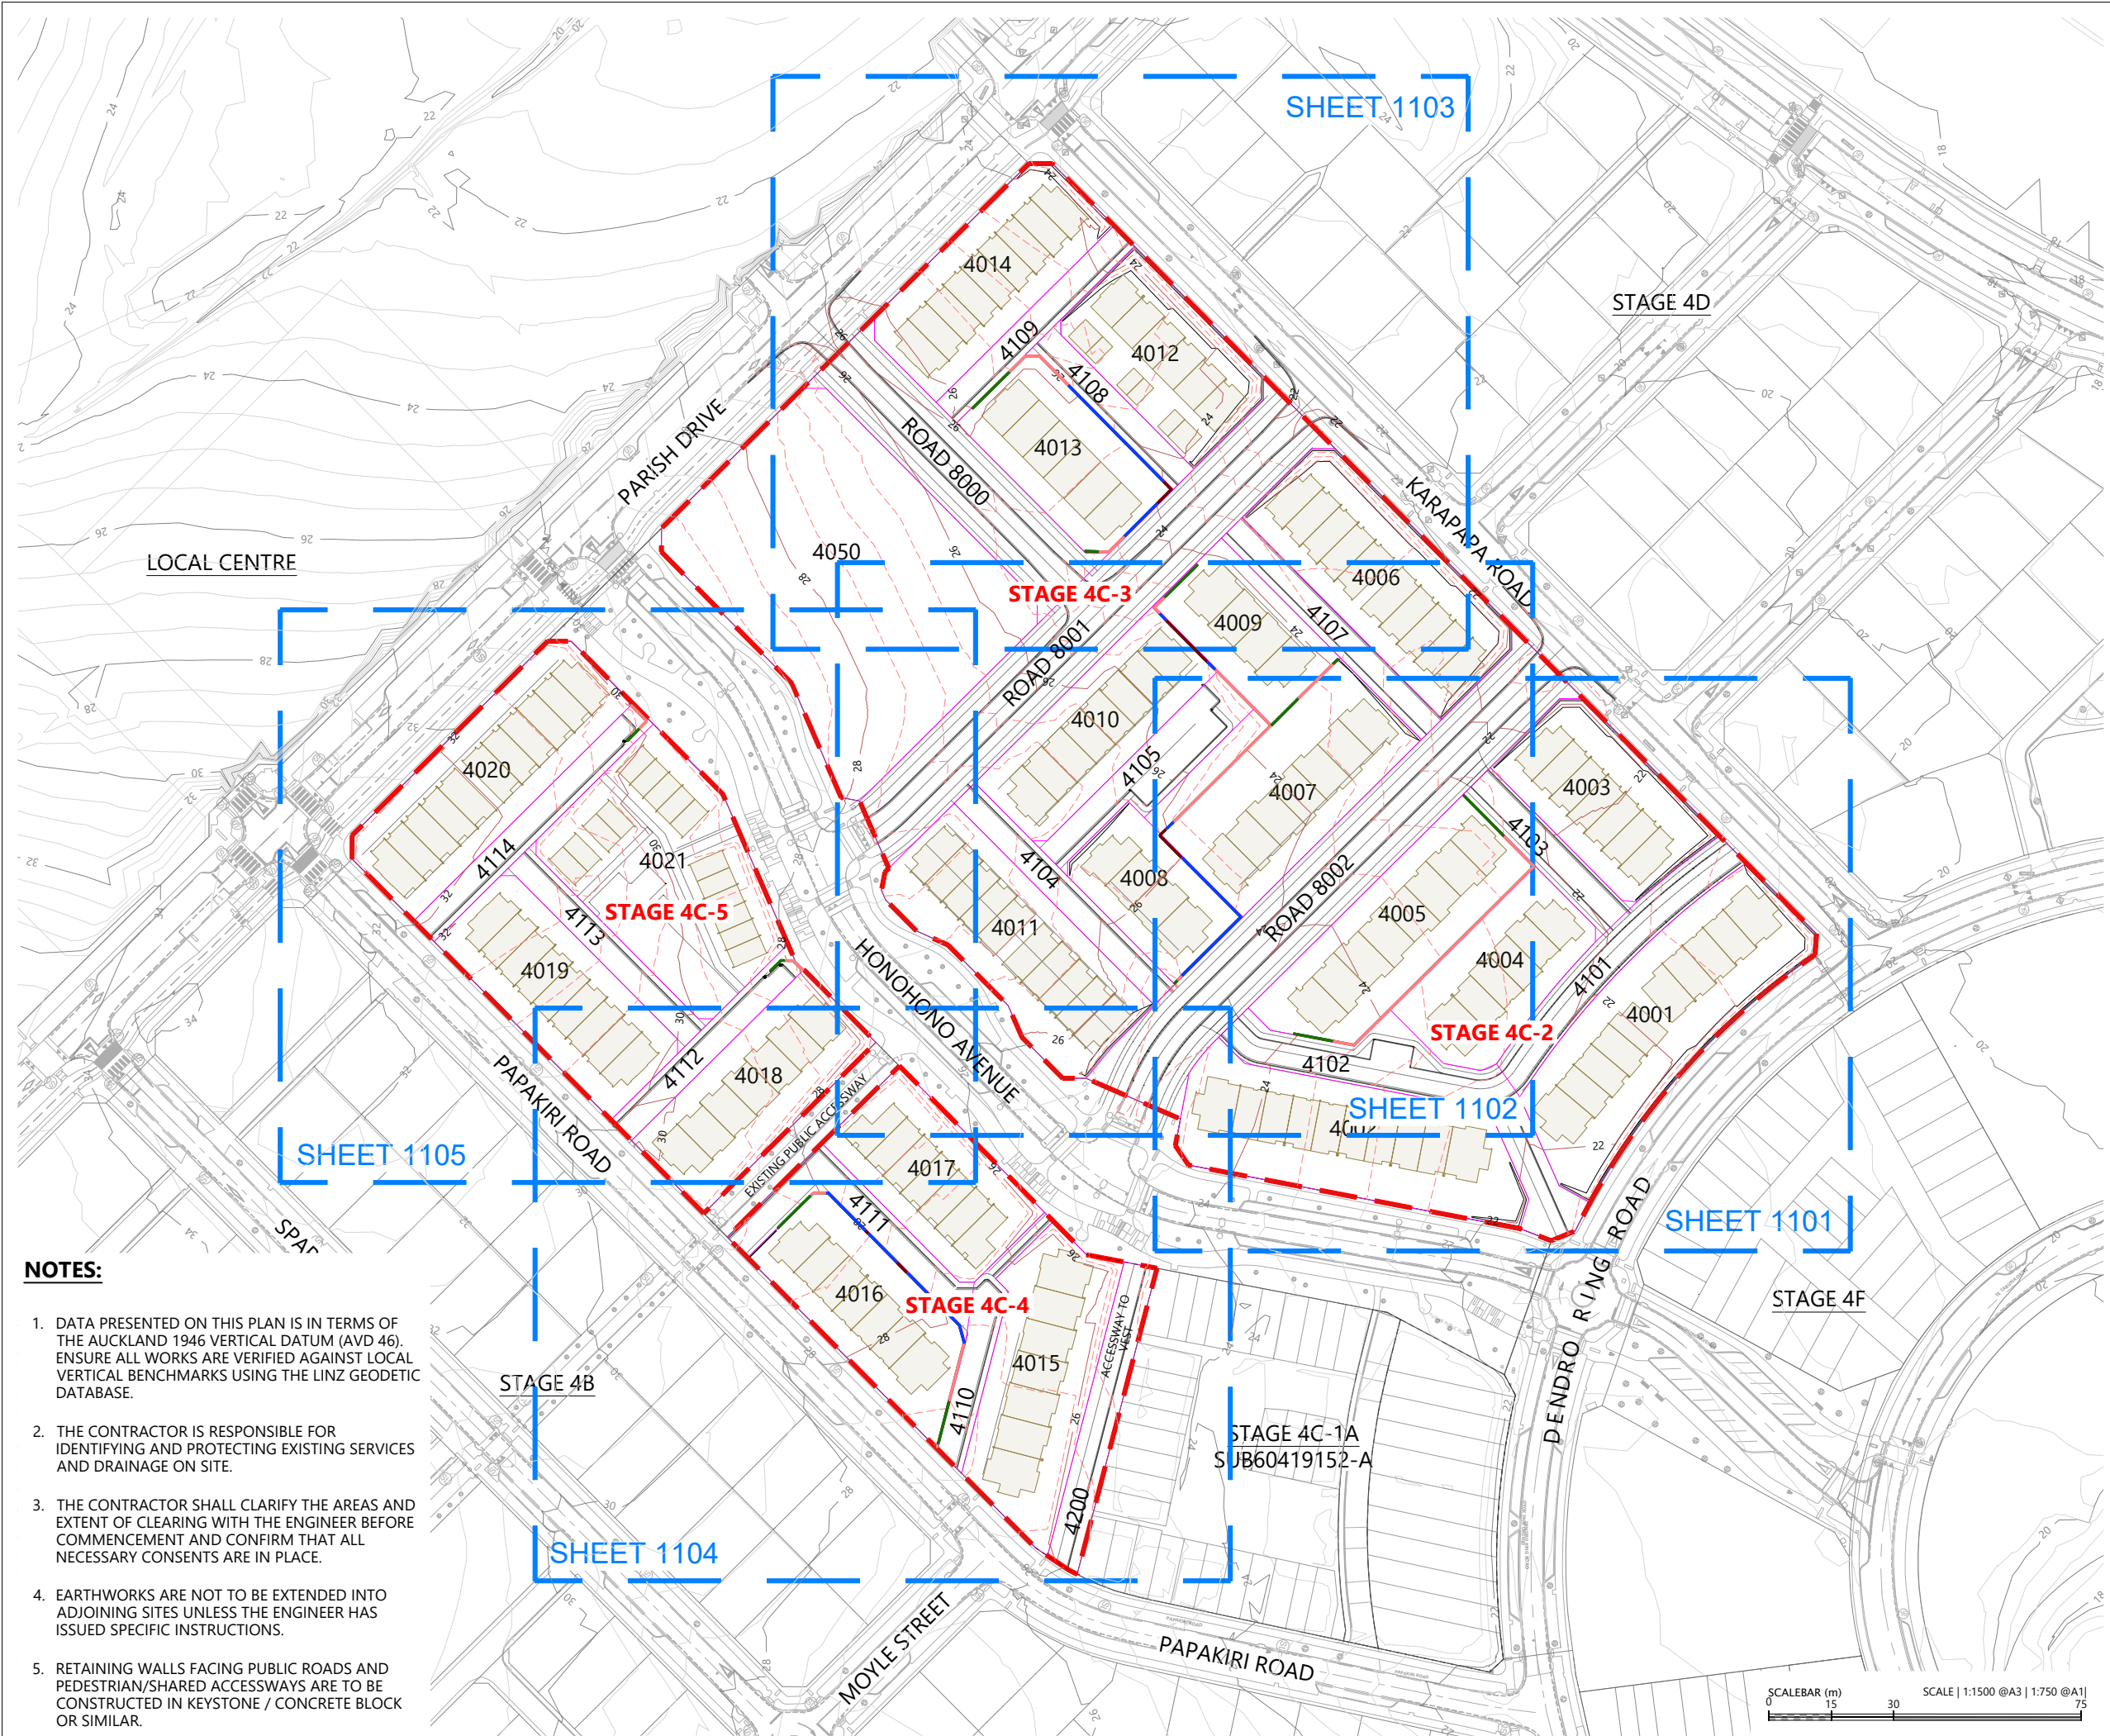 SHEET 1103
STAGE 4D
4014
4109
4012
4108
4013
PARISH DRIVE
ROAD 8000
KARAPAPA ROAD
LOCAL CENTRE
4050
STAGE 4C-3
4006
4009
4107
ROAD 8001
4010
4105
4007
4003
4103
4020
4114
4021
4113
STAGE 4C-5
4019
4104
4008
4011
ROAD 8002
4005
4004
4101
4001
STAGE 4C-2
4102
SHEET 1102
4002
HONOHONO AVENUE
4112
4018
PAPAKIRI ROAD
SHEET 1105
EXISTING PUBLIC ACCESSWAY
4017
4111
SHEET 1101
DENDRO RING ROAD
STAGE 4F
4016
STAGE 4C-4
4015
ACCESSWAY TO
VEST
4110
STAGE 4B
STAGE 4C-1A
SUB60419152-A
4200
SHEET 1104
MOYLE STREET
PAPAKIRI ROAD
NOTES:
1. DATA PRESENTED ON THIS PLAN IS IN TERMS OF
THE AUCKLAND 1946 VERTICAL DATUM (AVD 46).
ENSURE ALL WORKS ARE VERIFIED AGAINST LOCAL
VERTICAL BENCHMARKS USING THE LINZ GEODETIC
DATABASE.
2. THE CONTRACTOR IS RESPONSIBLE FOR
IDENTIFYING AND PROTECTING EXISTING SERVICES
AND DRAINAGE ON SITE.
3. THE CONTRACTOR SHALL CLARIFY THE AREAS AND
EXTENT OF CLEARING WITH THE ENGINEER BEFORE
COMMENCEMENT AND CONFIRM THAT ALL
NECESSARY CONSENTS ARE IN PLACE.
4. EARTHWORKS ARE NOT TO BE EXTENDED INTO
ADJOINING SITES UNLESS THE ENGINEER HAS
ISSUED SPECIFIC INSTRUCTIONS.
5. RETAINING WALLS FACING PUBLIC ROADS AND
PEDESTRIAN/SHARED ACCESSWAYS ARE TO BE
CONSTRUCTED IN KEYSTONE / CONCRETE BLOCK
OR SIMILAR.
SCALEBAR (m)
SCALE | 1:1500 @A3 | 1:750 @A1|
0 15 30 75